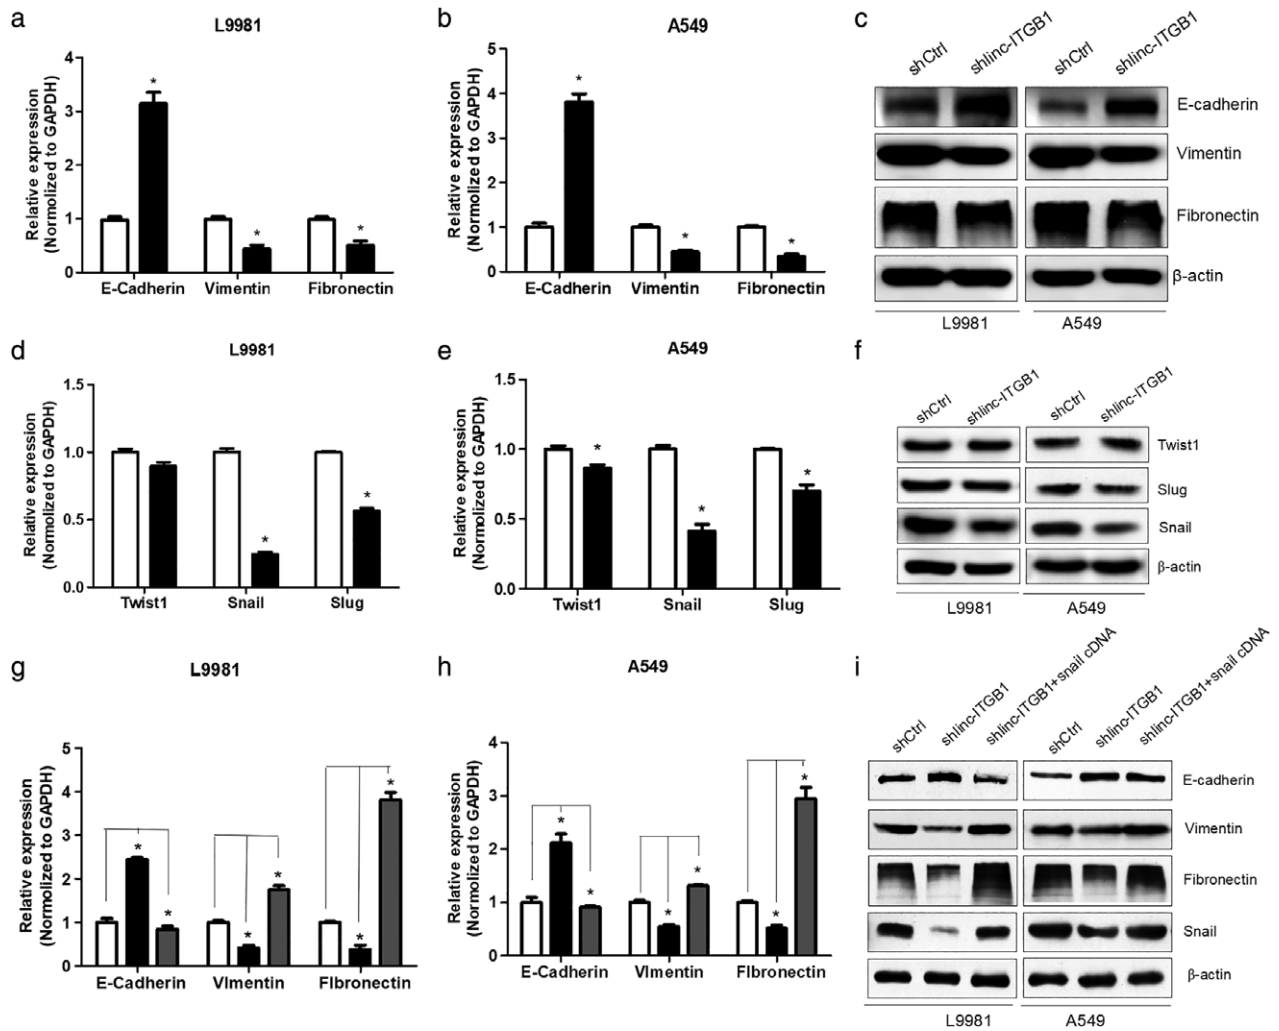 a
L9981
Relative expression
(Normolized to GAPDH)
4
3
2
1
0
*
*
*
E-Cadherin Vimentin Fibronectin
b
A549
Relative expression
(Normolized to GAPDH)
5
4
3
2
1
0
*
*
*
E-Cadherin Vimentin Fibronectin
c
shCtrl shlinc-ITGB1 shCtrl shlinc-ITGB1
E-cadherin
Vimentin
Fibronectin
β-actin
L9981 A549
d
L9981
Relative expression
(Normolized to GAPDH)
1.5
1.0
0.5
0.0
*
*
Twist1 Snail Slug
e
A549
Relative expression
(Normolized to GAPDH)
1.5
1.0
0.5
0.0
*
*
*
Twist1 Snail Slug
f
shCtrl shlinc-ITGB1 shCtrl shlinc-ITGB1
Twist1
Slug
Snail
β-actin
L9981 A549
g
L9981
Relative expression
(Normolized to GAPDH)
5
4
3
2
1
0
*
*
*
*
*
*
E-Cadherin VImentin FIbronectin
h
A549
Relative expression
(Normolized to GAPDH)
4
3
2
1
0
*
*
*
*
*
*
E-Cadherin VImentin FIbronectin
i
shCtrl shlinc-ITGB1 shlinc-ITGB1+snail cDNA shCtrl shlinc-ITGB1 shlinc-ITGB1+snail cDNA
E-cadherin
Vimentin
Fibronectin
Snail
β-actin
L9981 A549